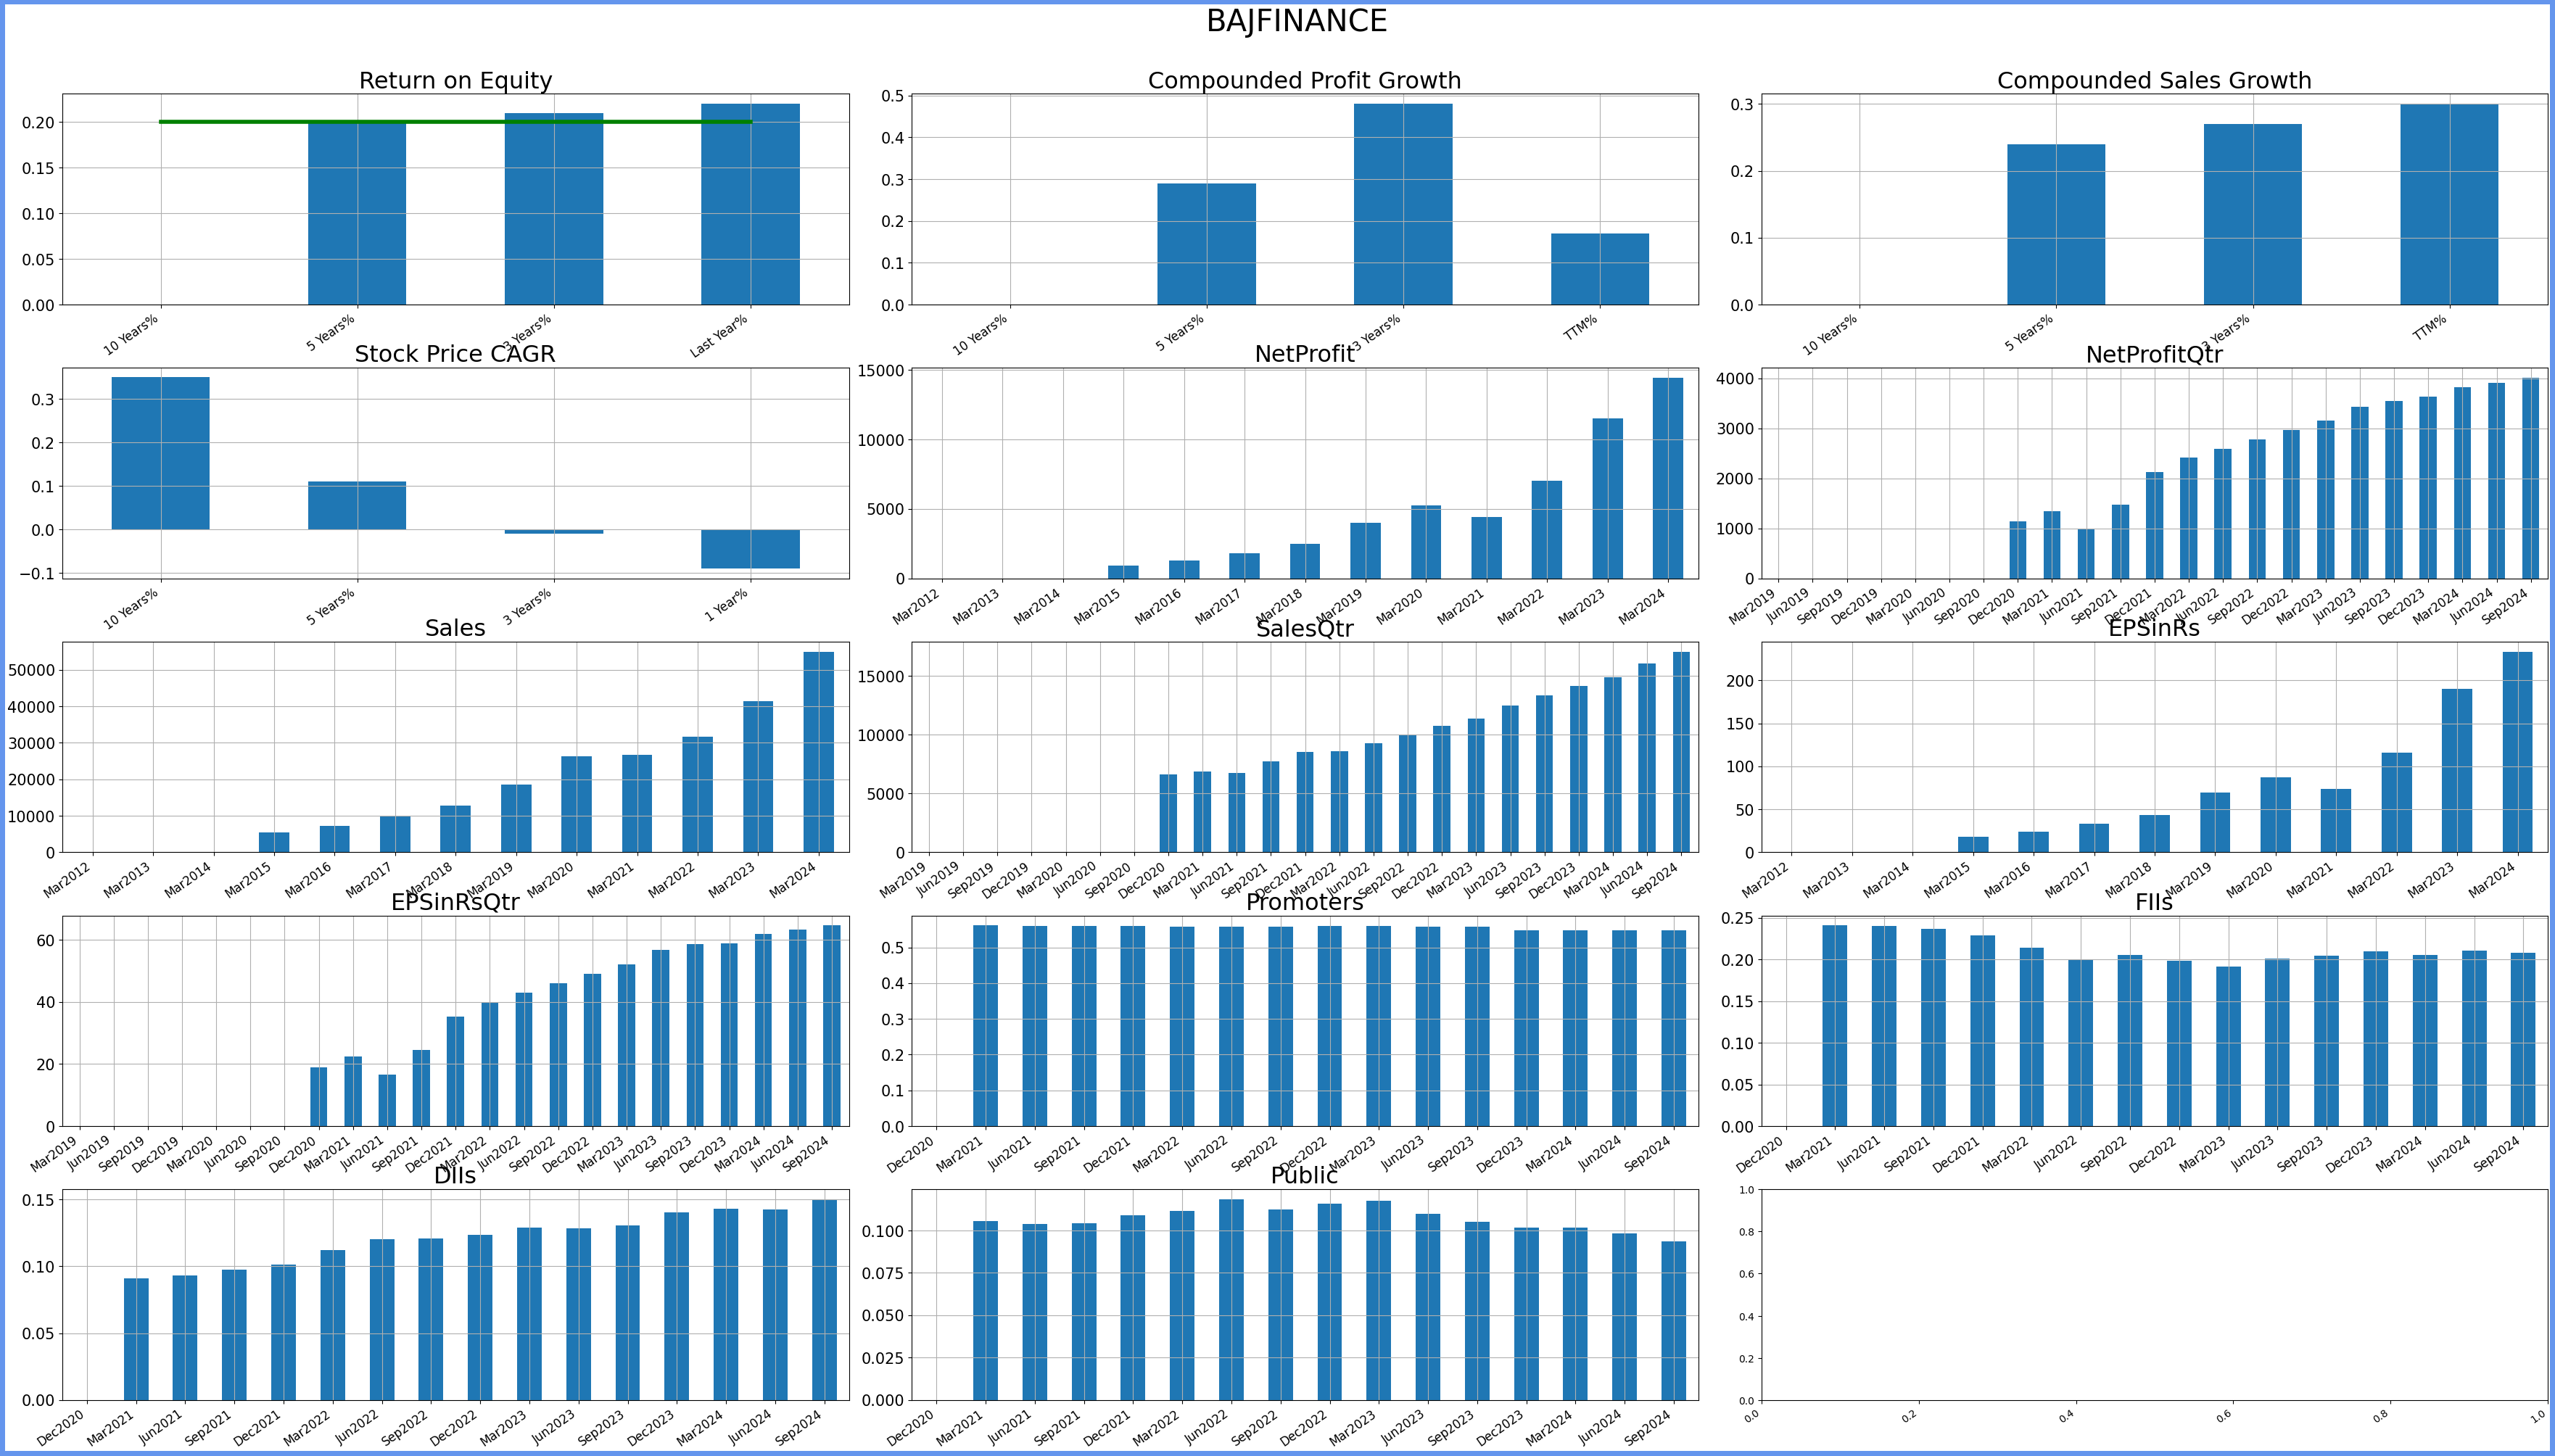 BAJFINANCE
Return on Equity
0.20
0.15
0.10
0.05
0.00
10 Years%
5 Years%
3 Years%
Last Year%
Compounded Profit Growth
0.5
0.4
0.3
0.2
0.1
0.0
10 Years%
5 Years%
3 Years%
TTM%
Compounded Sales Growth
0.3
0.2
0.1
0.0
10 Years%
5 Years%
3 Years%
TTM%
Stock Price CAGR
0.3
0.2
0.1
0.0
−0.1
10 Years%
5 Years%
3 Years%
1 Year%
NetProfit
15000
10000
5000
0
Mar2012
Mar2013
Mar2014
Mar2015
Mar2016
Mar2017
Mar2018
Mar2019
Mar2020
Mar2021
Mar2022
Mar2023
Mar2024
NetProfitQtr
4000
3000
2000
1000
0
Mar2019
Jun2019
Sep2019
Dec2019
Mar2020
Jun2020
Sep2020
Dec2020
Mar2021
Jun2021
Sep2021
Dec2021
Mar2022
Jun2022
Sep2022
Dec2022
Mar2023
Jun2023
Sep2023
Dec2023
Mar2024
Jun2024
Sep2024
Sales
50000
40000
30000
20000
10000
0
Mar2012
Mar2013
Mar2014
Mar2015
Mar2016
Mar2017
Mar2018
Mar2019
Mar2020
Mar2021
Mar2022
Mar2023
Mar2024
SalesQtr
15000
10000
5000
0
Mar2019
Jun2019
Sep2019
Dec2019
Mar2020
Jun2020
Sep2020
Dec2020
Mar2021
Jun2021
Sep2021
Dec2021
Mar2022
Jun2022
Sep2022
Dec2022
Mar2023
Jun2023
Sep2023
Dec2023
Mar2024
Jun2024
Sep2024
EPSinRs
200
150
100
50
0
Mar2012
Mar2013
Mar2014
Mar2015
Mar2016
Mar2017
Mar2018
Mar2019
Mar2020
Mar2021
Mar2022
Mar2023
Mar2024
EPSinRsQtr
60
40
20
0
Mar2019
Jun2019
Sep2019
Dec2019
Mar2020
Jun2020
Sep2020
Dec2020
Mar2021
Jun2021
Sep2021
Dec2021
Mar2022
Jun2022
Sep2022
Dec2022
Mar2023
Jun2023
Sep2023
Dec2023
Mar2024
Jun2024
Sep2024
Promoters
0.5
0.4
0.3
0.2
0.1
0.0
Dec2020
Mar2021
Jun2021
Sep2021
Dec2021
Mar2022
Jun2022
Sep2022
Dec2022
Mar2023
Jun2023
Sep2023
Dec2023
Mar2024
Jun2024
Sep2024
FIIs
0.25
0.20
0.15
0.10
0.05
0.00
Dec2020
Mar2021
Jun2021
Sep2021
Dec2021
Mar2022
Jun2022
Sep2022
Dec2022
Mar2023
Jun2023
Sep2023
Dec2023
Mar2024
Jun2024
Sep2024
DIIs
0.15
0.10
0.05
0.00
Dec2020
Mar2021
Jun2021
Sep2021
Dec2021
Mar2022
Jun2022
Sep2022
Dec2022
Mar2023
Jun2023
Sep2023
Dec2023
Mar2024
Jun2024
Sep2024
Public
0.100
0.075
0.050
0.025
0.000
Dec2020
Mar2021
Jun2021
Sep2021
Dec2021
Mar2022
Jun2022
Sep2022
Dec2022
Mar2023
Jun2023
Sep2023
Dec2023
Mar2024
Jun2024
Sep2024
1.0
0.8
0.6
0.4
0.2
0.0
0.0
0.2
0.4
0.6
0.8
1.0